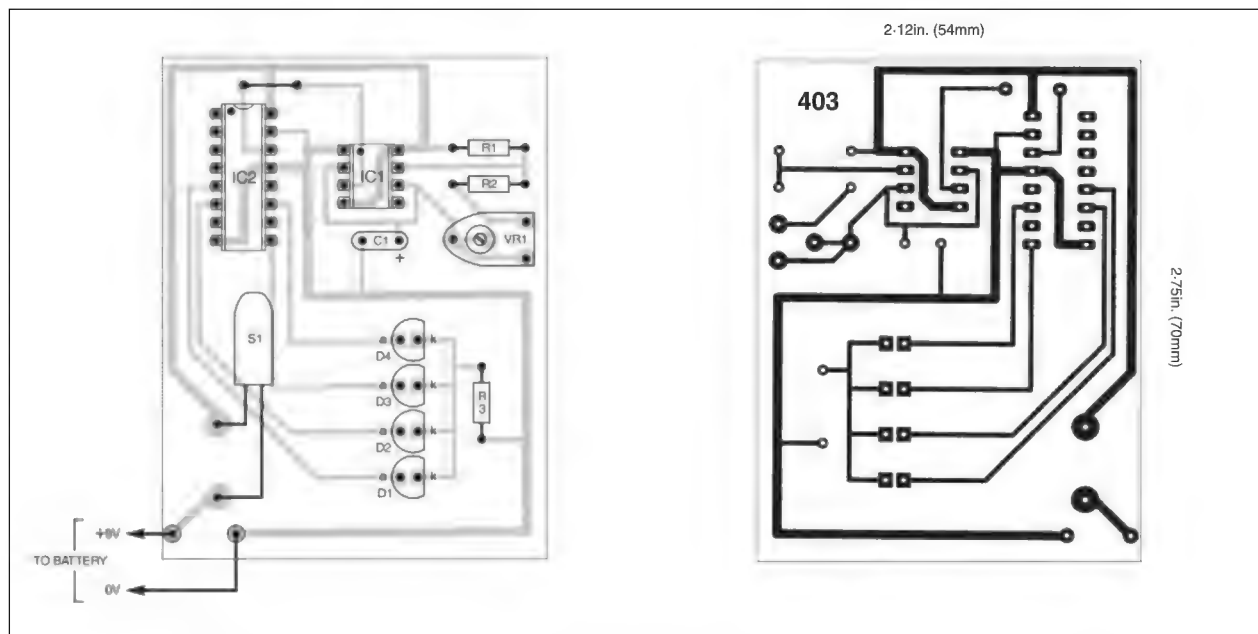 2·12in. (54mm)
403
IC2
IC1
R1
R2
C1
+
VR1
S1
a k
D4
a k
D3
a k
D2
a k
D1
R
3
2·75in. (70mm)
+9V
TO BATTERY
0V